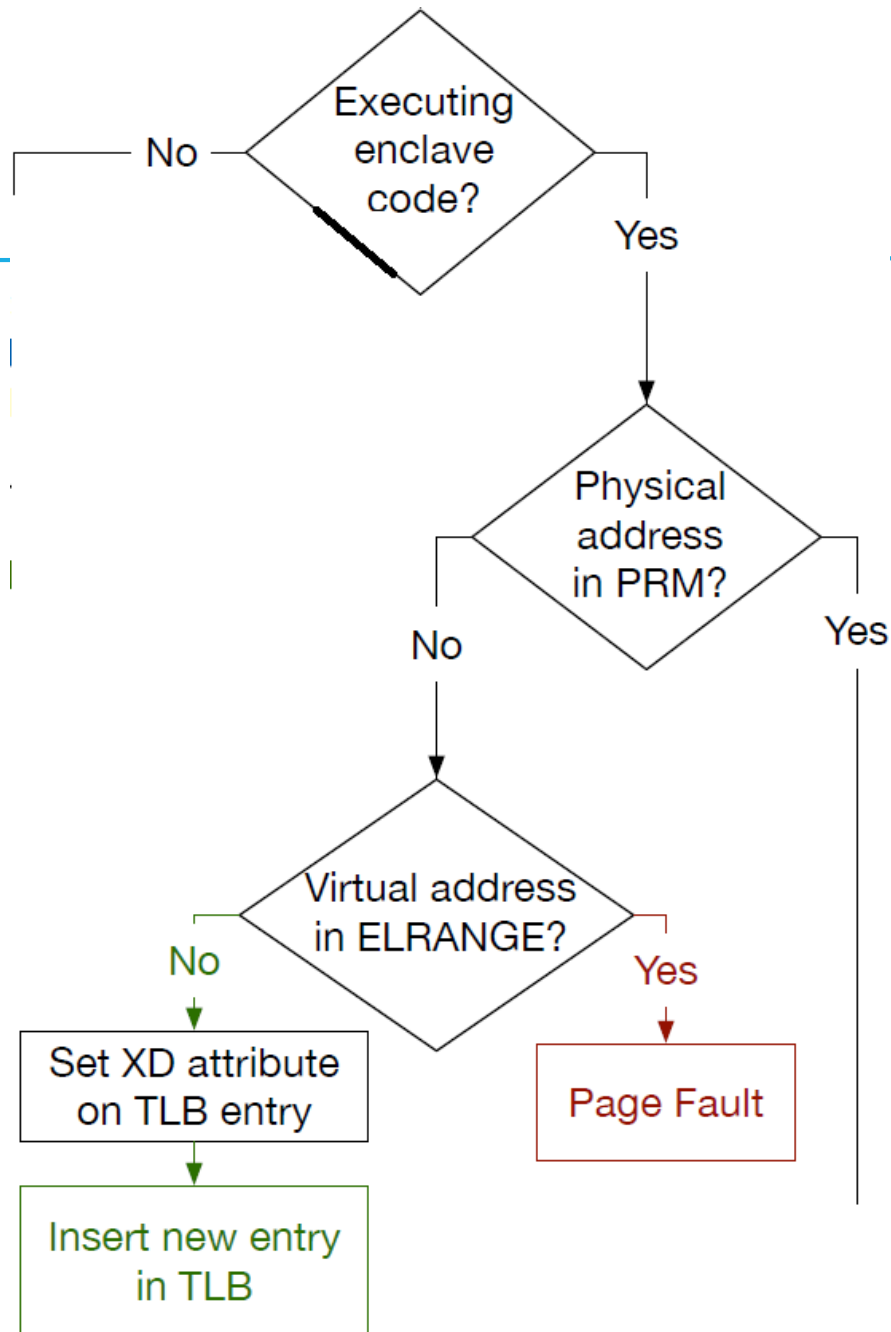 Executing
enclave
code?
No
Yes
Physical
address
in PRM?
No
Yes
Virtual address
in ELRANGE?
No
Yes
Set XD attribute
on TLB entry
Page Fault
Insert new entry
in TLB